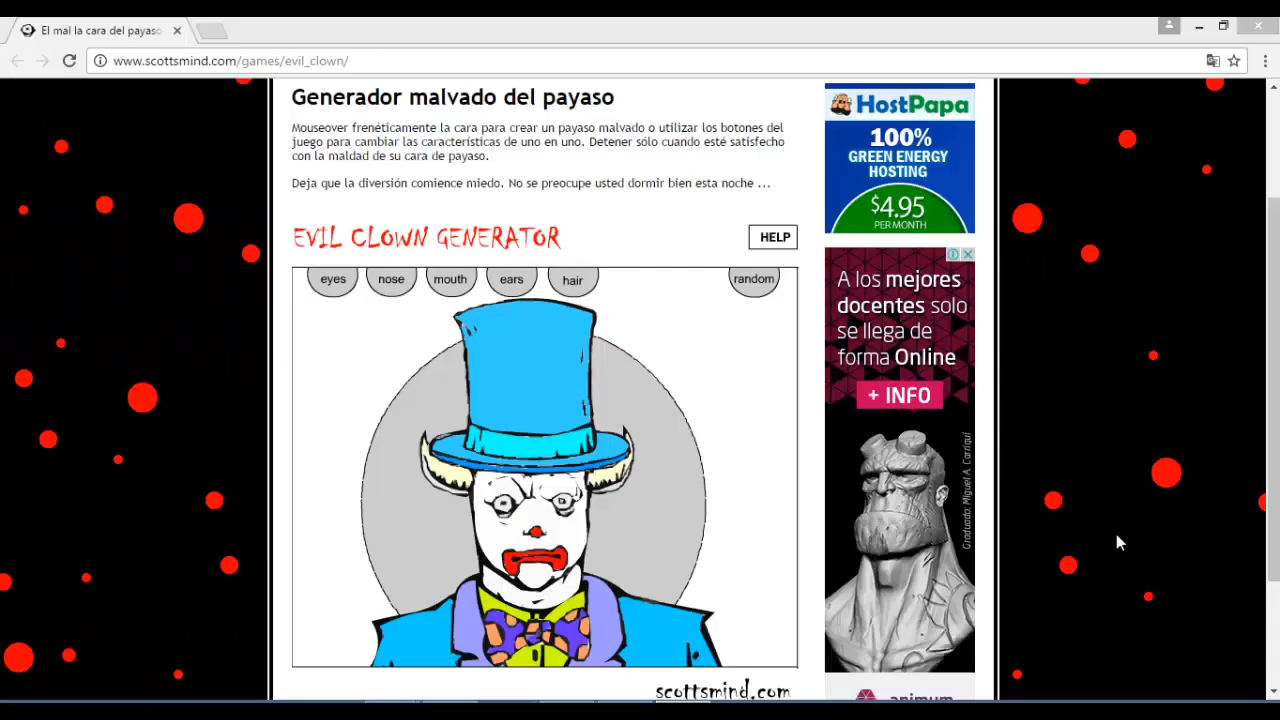 El mal la cara del payaso
www.scottsmind.com/games/evil_clown/
Generador malvado del payaso
Mouseover frenéticamente la cara para crear un payaso malvado o utilizar los botones del
juego para cambiar las características de uno en uno. Detener sólo cuando esté satisfecho
con la maldad de su cara de payaso.
Deja que la diversión comience miedo. No se preocupe usted dormir bien esta noche ...
EVIL CLOWN GENERATOR
HELP
eyes
nose
mouth
ears
hair
random
scottsmind.com
HostPapa
100%
GREEN ENERGY
HOSTING
$4.95
PER MONTH
A los mejores
docentes solo
se llega de
forma Online
+ INFO
Graduado: Miguel A. Carriquí
animum